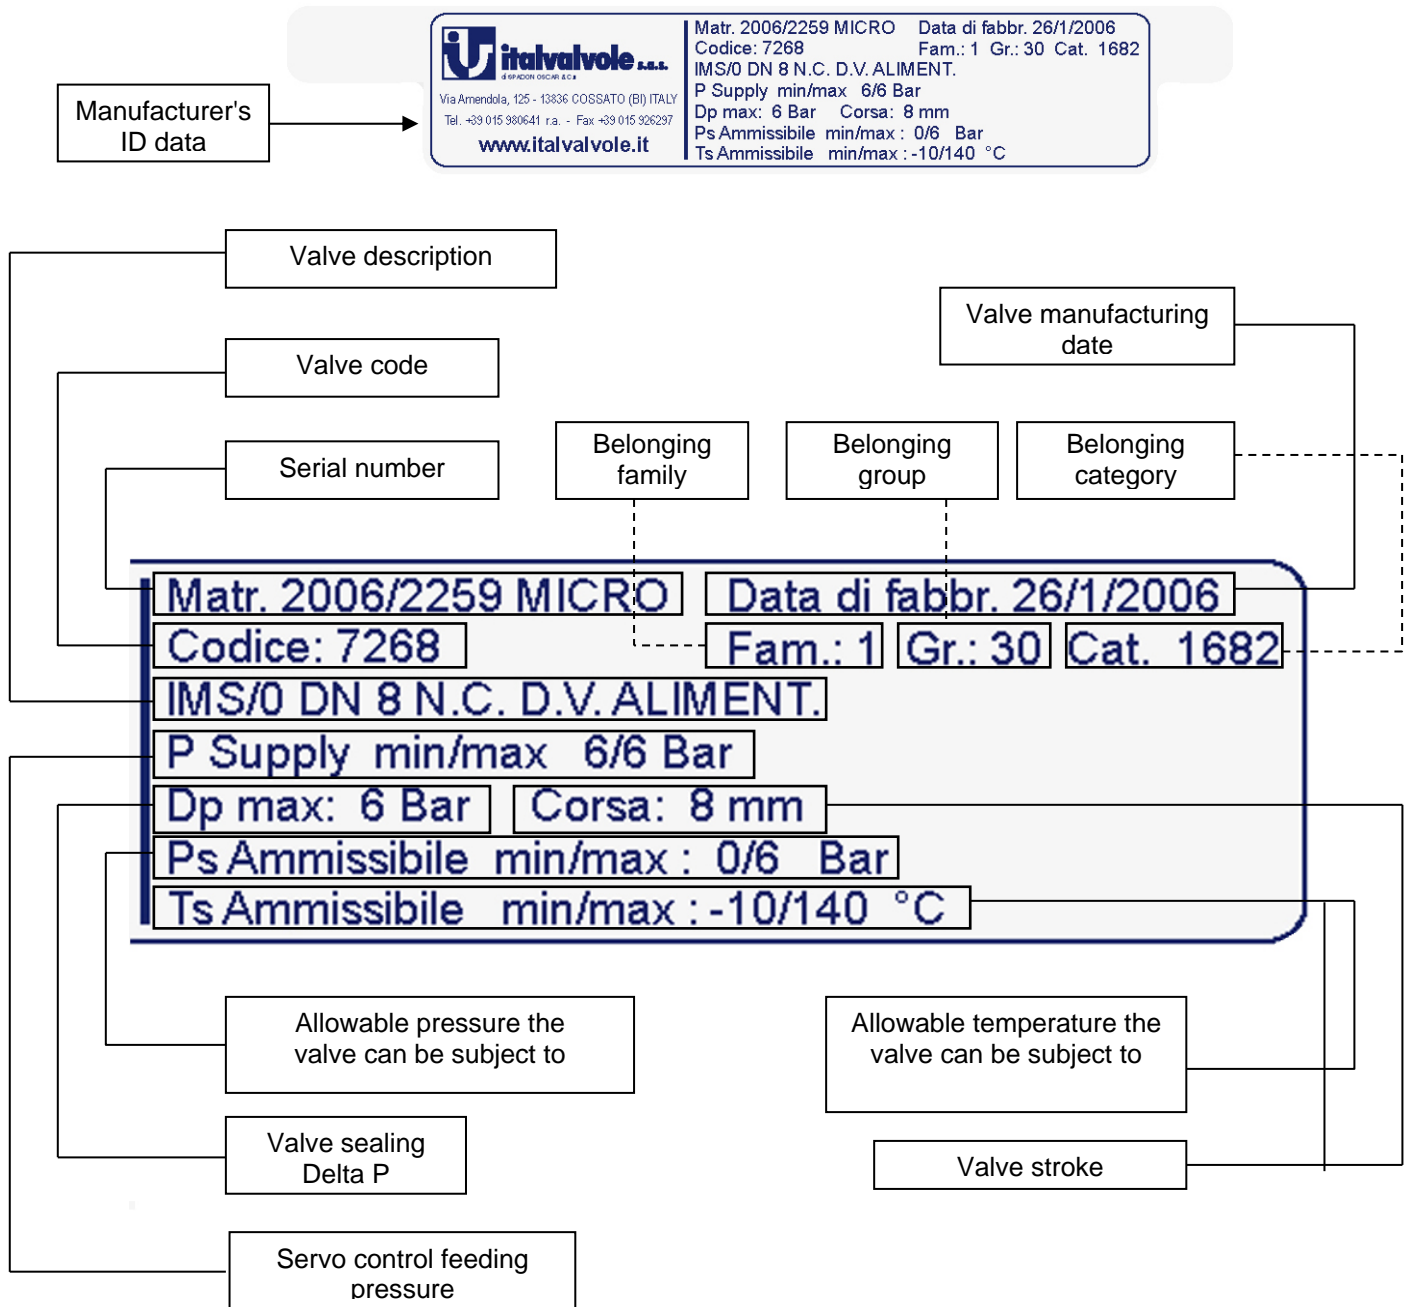 Manufacturer's
ID data
italvalvole s.a.s.
di SPADON OSCAR & C.
Via Amendola, 125 - 13836 COSSATO (BI) ITALY
Tel. +39 015 980641 r.a. - Fax +39 015 926297
www.italvalvole.it
Matr. 2006/2259 MICRO Data di fabbr. 26/1/2006
Codice: 7268 Fam.: 1 Gr.: 30 Cat. 1682
IMS/0 DN 8 N.C. D.V. ALIMENT.
P Supply min/max 6/6 Bar
Dp max: 6 Bar Corsa: 8 mm
Ps Ammissibile min/max : 0/6 Bar
Ts Ammissibile min/max : -10/140 °C
Valve description
Valve manufacturing
date
Valve code
Serial number
Belonging
family
Belonging
group
Belonging
category
Matr. 2006/2259 MICRO Data di fabbr. 26/1/2006
Codice: 7268 Fam.: 1 Gr.: 30 Cat. 1682
IMS/0 DN 8 N.C. D.V. ALIMENT.
P Supply min/max 6/6 Bar
Dp max: 6 Bar Corsa: 8 mm
Ps Ammissibile min/max : 0/6 Bar
Ts Ammissibile min/max : -10/140 °C
Allowable pressure the
valve can be subject to
Allowable temperature the
valve can be subject to
Valve sealing
Delta P
Valve stroke
Servo control feeding
pressure